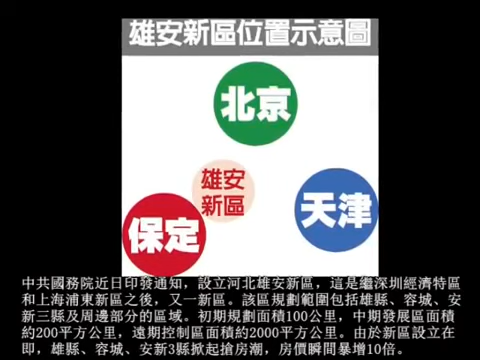 雄安新區位置示意圖
北京
雄安
新區
天津
保定
中共國務院近日印發通知，設立河北雄安新區，這是繼深圳經濟特區
和上海浦東新區之後，又一新區。該區規劃範圍包括雄縣、容城、安
新三縣及周邊部分的區域。初期規劃面積100公里，中期發展區面積
約200平方公里，遠期控制區面積約2000平方公里。由於新區設立在
即，雄縣、容城、安新3縣掀起搶房潮，房價瞬間暴增10倍。